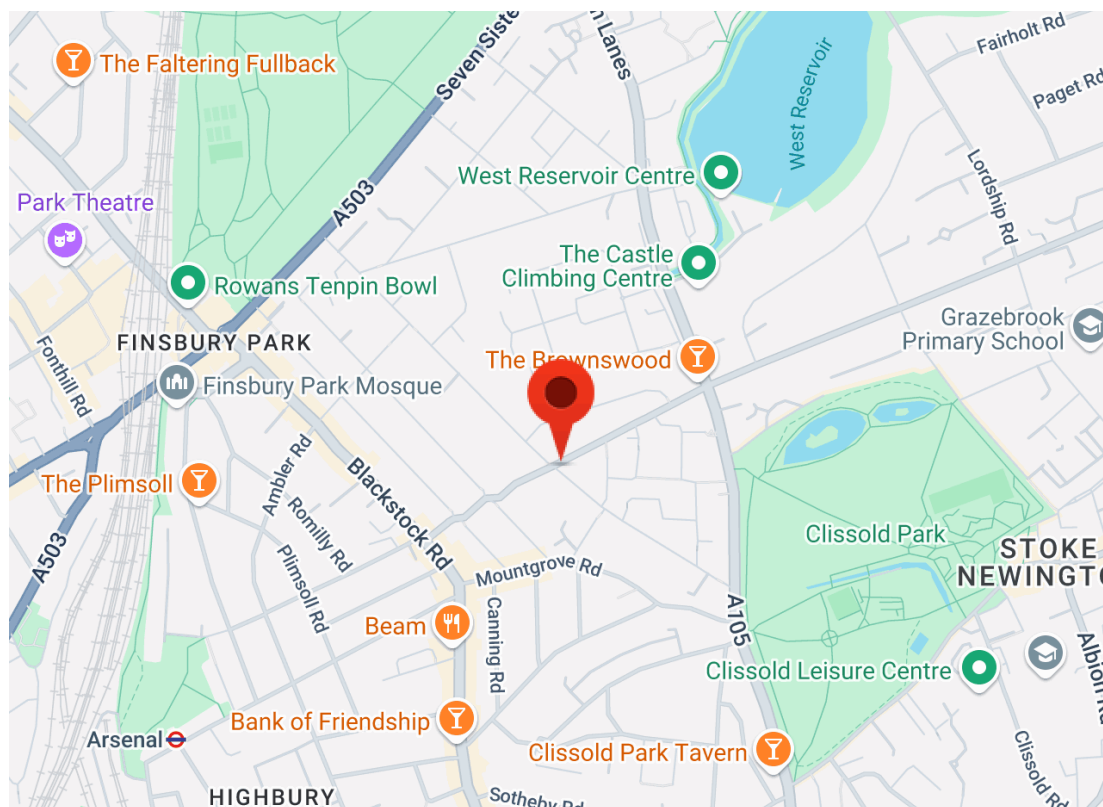 Fairholt Rd
The Faltering Fullback
Seven Siste
n Lanes
West Reservoir
Paget Rd
Lordship Rd
West Reservoir Centre
A503
Park Theatre
The Castle
Climbing Centre
Rowans Tenpin Bowl
Grazebrook
Primary School
FINSBURY PARK
The Brownswood
Fonthill Rd
Finsbury Park Mosque
Ambler Rd
The Plimsoll
Blackstock Rd
Romilly Rd
Clissold Park
A503
Plimsoll Rd
STOKE
NEWINGTO
Mountgrove Rd
A105
Beam
Canning Rd
Albion Rd
Clissold Leisure Centre
Bank of Friendship
Arsenal
Clissold Park Tavern
Clissold Rd
HIGHBURY
Sotheby Rd